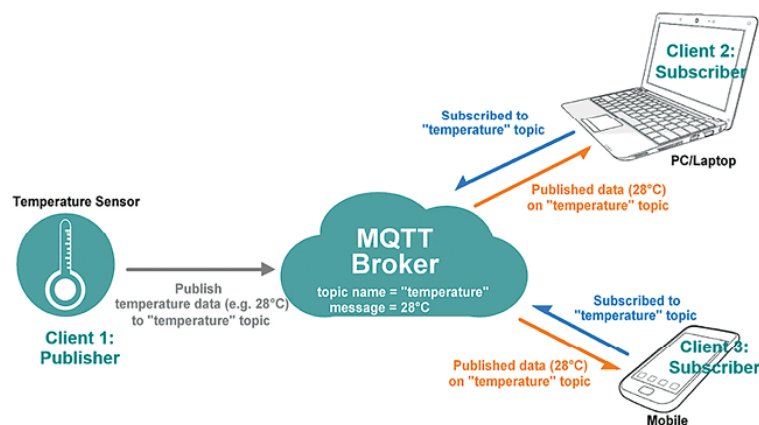 Client 2:
Subscriber
Subscribed to
"temperature" topic
PC/Laptop
Published data (28°C)
on "temperature" topic
Temperature Sensor
MQTT
Broker
topic name = "temperature"
message = 28°C
Publish
temperature data (e.g. 28°C)
to "temperature" topic
Client 1:
Publisher
Subscribed to
"temperature" topic
Published data (28°C)
on "temperature" topic
Client 3:
Subscriber
Mobile